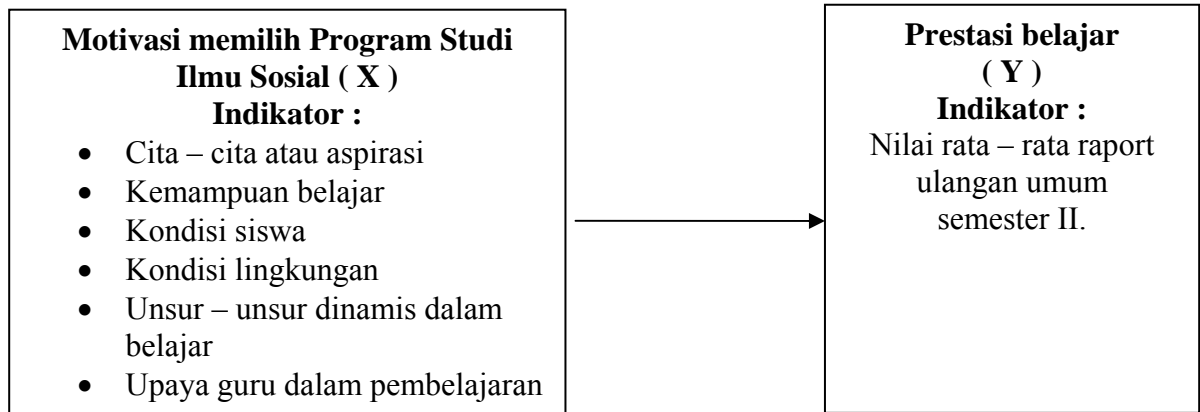 Motivasi memilih Program Studi
Ilmu Sosial ( X )
Indikator :
• Cita – cita atau aspirasi
• Kemampuan belajar
• Kondisi siswa
• Kondisi lingkungan
• Unsur – unsur dinamis dalam
belajar
• Upaya guru dalam pembelajaran
Prestasi belajar
( Y )
Indikator :
Nilai rata – rata raport
ulangan umum
semester II.